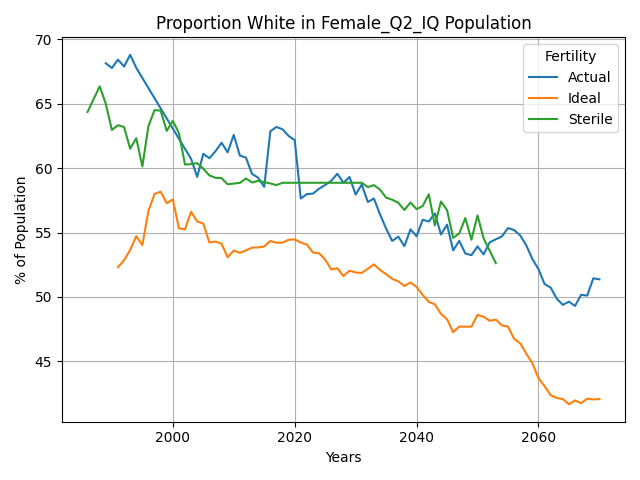 Proportion White in Female_Q2_IQ Population
% of Population
70
65
60
55
50
45
Fertility
Actual
Ideal
Sterile
2000
2020
2040
2060
Years